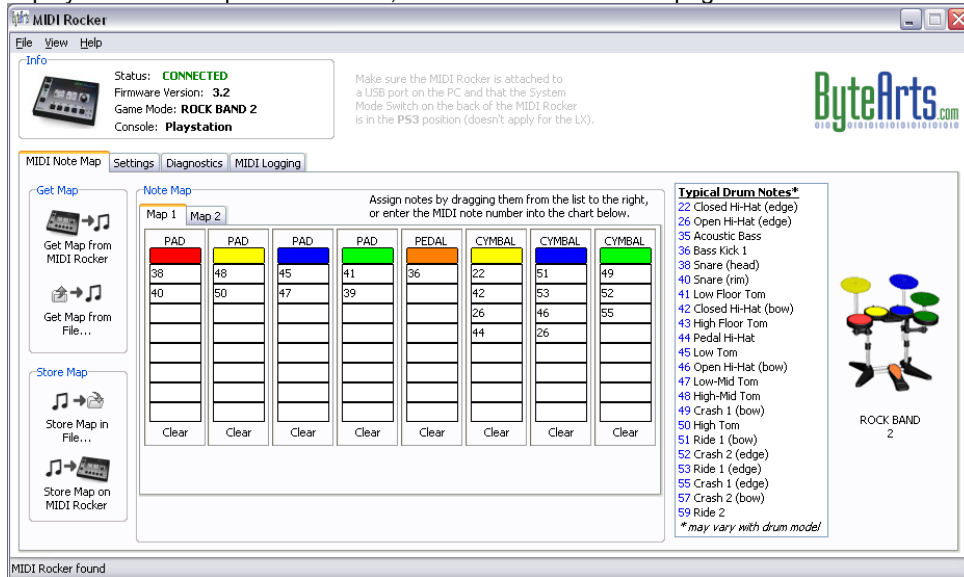 MIDI Rocker
File View Help
Info
Status: CONNECTED
Firmware Version: 3.2
Game Mode: ROCK BAND 2
Console: Playstation
Make sure the MIDI Rocker is attached to
a USB port on the PC and that the System
Mode Switch on the back of the MIDI Rocker
is in the PS3 position (doesn't apply for the LX).
ByteArts.com
MIDI Note Map Settings Diagnostics MIDI Logging
Get Map
Get Map from
MIDI Rocker
Get Map from
File...
Store Map
Store Map in
File...
Store Map on
MIDI Rocker
Note Map
Map 1 Map 2
Assign notes by dragging them from the list to the right,
or enter the MIDI note number into the chart below.
PAD PAD PAD PAD PEDAL CYMBAL CYMBAL CYMBAL
38 48 45 41 36 22 51 49
40 50 47 39 42 53 52
26 46 55
44 26
Clear Clear Clear Clear Clear Clear Clear Clear
Typical Drum Notes*
22 Closed Hi-Hat (edge)
26 Open Hi-Hat (edge)
35 Acoustic Bass
36 Bass Kick 1
38 Snare (head)
40 Snare (rim)
41 Low Floor Tom
42 Closed Hi-Hat (bow)
43 High Floor Tom
44 Pedal Hi-Hat
45 Low Tom
46 Open Hi-Hat (bow)
47 Low-Mid Tom
48 High-Mid Tom
49 Crash 1 (bow)
50 High Tom
51 Ride 1 (bow)
52 Crash 2 (edge)
53 Ride 1 (edge)
55 Crash 1 (edge)
57 Crash 2 (bow)
59 Ride 2
*may vary with drum model
ROCK BAND
2
MIDI Rocker found